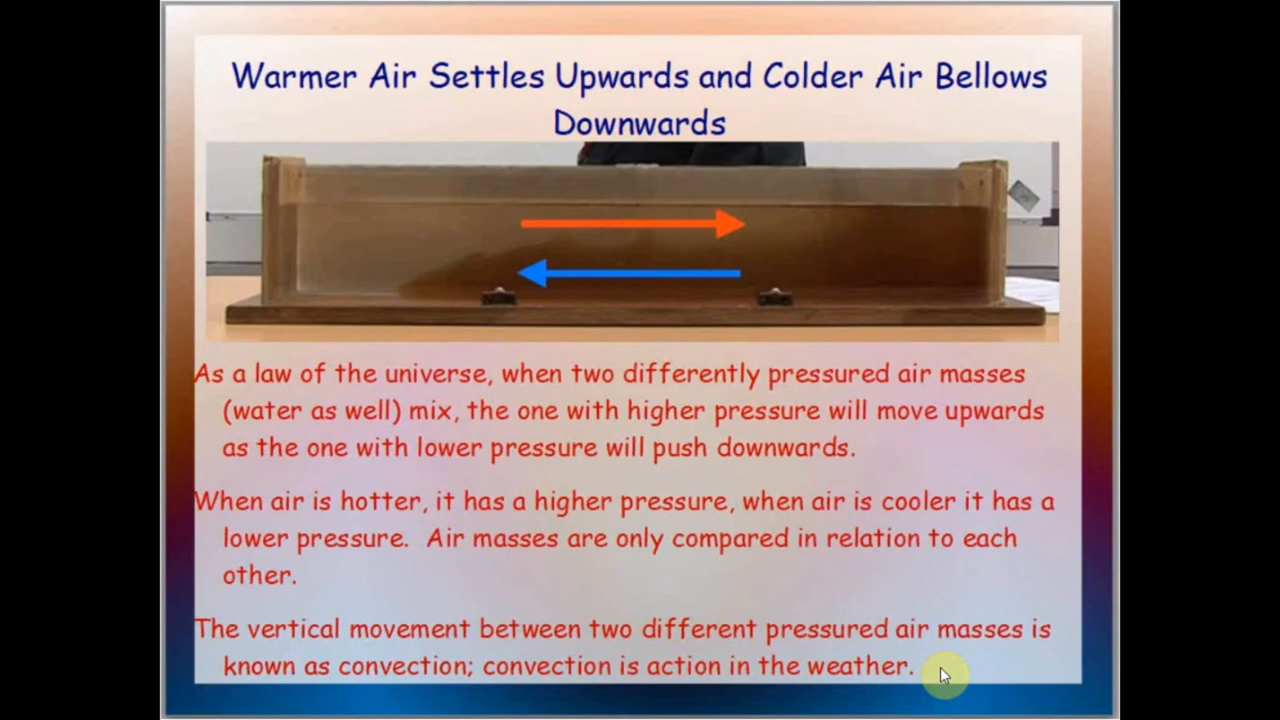 Warmer Air Settles Upwards and Colder Air Bellows
Downwards
As a law of the universe, when two differently pressured air masses
(water as well) mix, the one with higher pressure will move upwards
as the one with lower pressure will push downwards.
When air is hotter, it has a higher pressure, when air is cooler it has a
lower pressure. Air masses are only compared in relation to each
other.
The vertical movement between two different pressured air masses is
known as convection; convection is action in the weather.